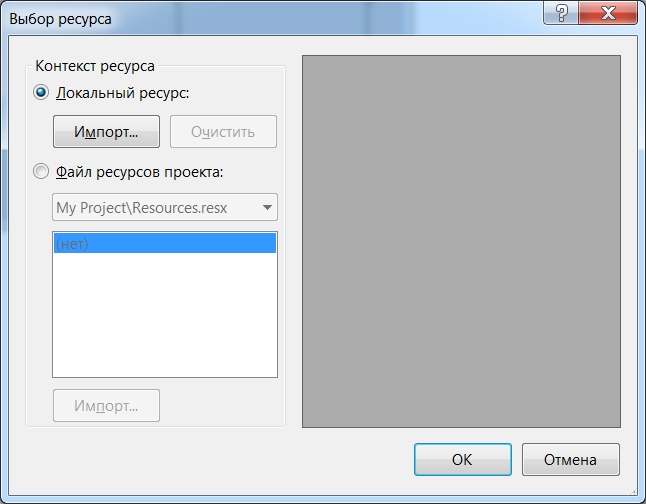 Выбор ресурса
?
Контекст ресурса
Локальный ресурс:
Импорт...
Очистить
Файл ресурсов проекта:
My Project\Resources.resx
(нет)
Импорт...
OK
Отмена